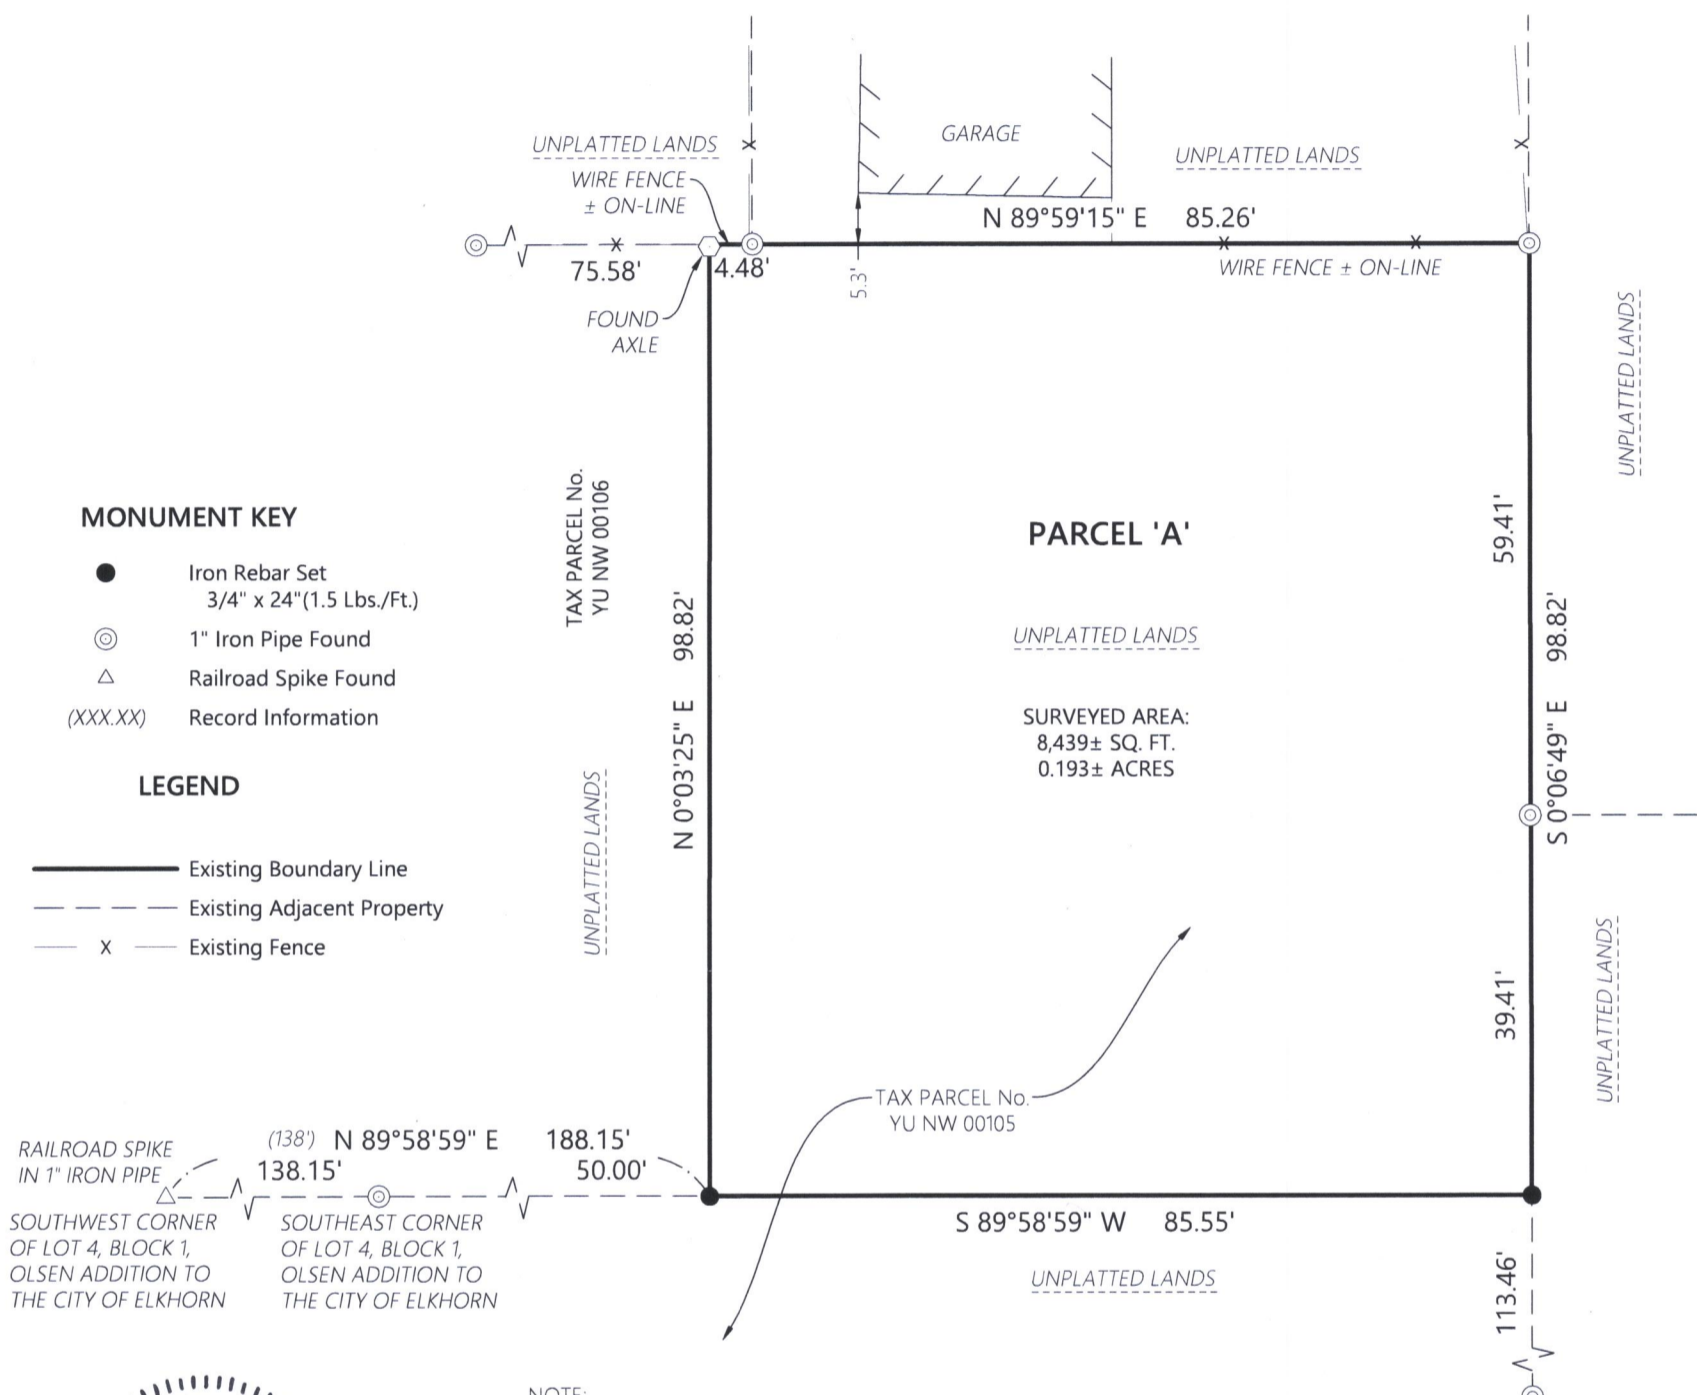 UNPLATTED LANDS
GARAGE
UNPLATTED LANDS
WIRE FENCE
± ON-LINE
N 89°59'15" E 85.26'
75.58'
4.48'
5.3'
WIRE FENCE ± ON-LINE
FOUND
AXLE
UNPLATTED LANDS
TAX PARCEL No.
YU NW 00106
N 0°03'25" E 98.82'
UNPLATTED LANDS
PARCEL 'A'
UNPLATTED LANDS
SURVEYED AREA:
8,439± SQ. FT.
0.193± ACRES
59.41'
S 0°06'49" E 98.82'
39.41'
UNPLATTED LANDS
MONUMENT KEY
Iron Rebar Set
3/4" x 24"(1.5 Lbs./Ft.)
1" Iron Pipe Found
Railroad Spike Found
(XXX.XX) Record Information
LEGEND
Existing Boundary Line
Existing Adjacent Property
X Existing Fence
TAX PARCEL No.
YU NW 00105
RAILROAD SPIKE
IN 1" IRON PIPE
(138') N 89°58'59" E 188.15'
138.15' 50.00'
SOUTHWEST CORNER
OF LOT 4, BLOCK 1,
OLSEN ADDITION TO
THE CITY OF ELKHORN
SOUTHEAST CORNER
OF LOT 4, BLOCK 1,
OLSEN ADDITION TO
THE CITY OF ELKHORN
S 89°58'59" W 85.55'
UNPLATTED LANDS
113.46'
NOTE: